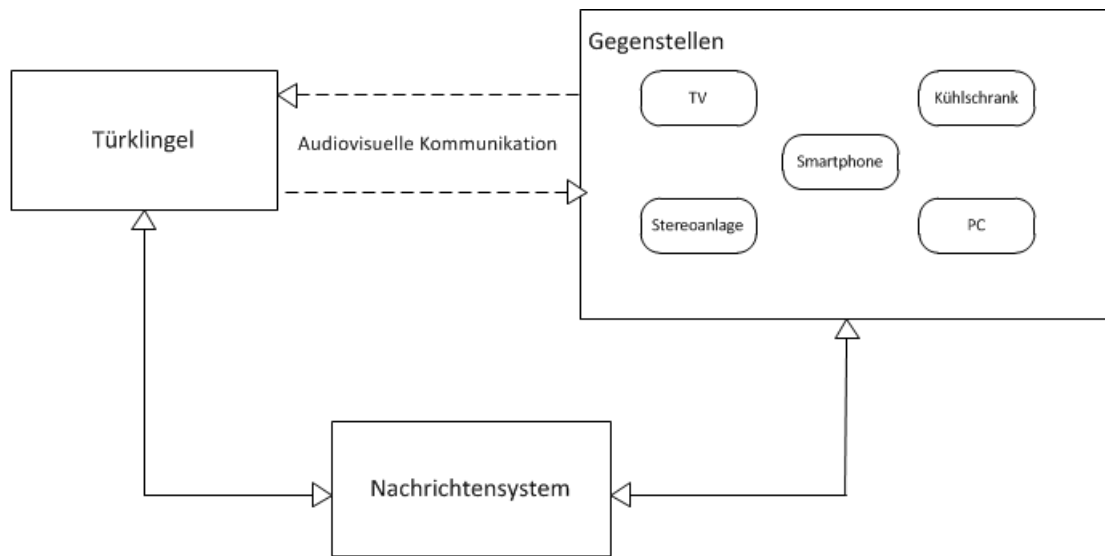 Gegenstellen
TV
Kühlschrank
Türklingel
Audiovisuelle Kommunikation
Smartphone
Stereoanlage
PC
Nachrichtensystem